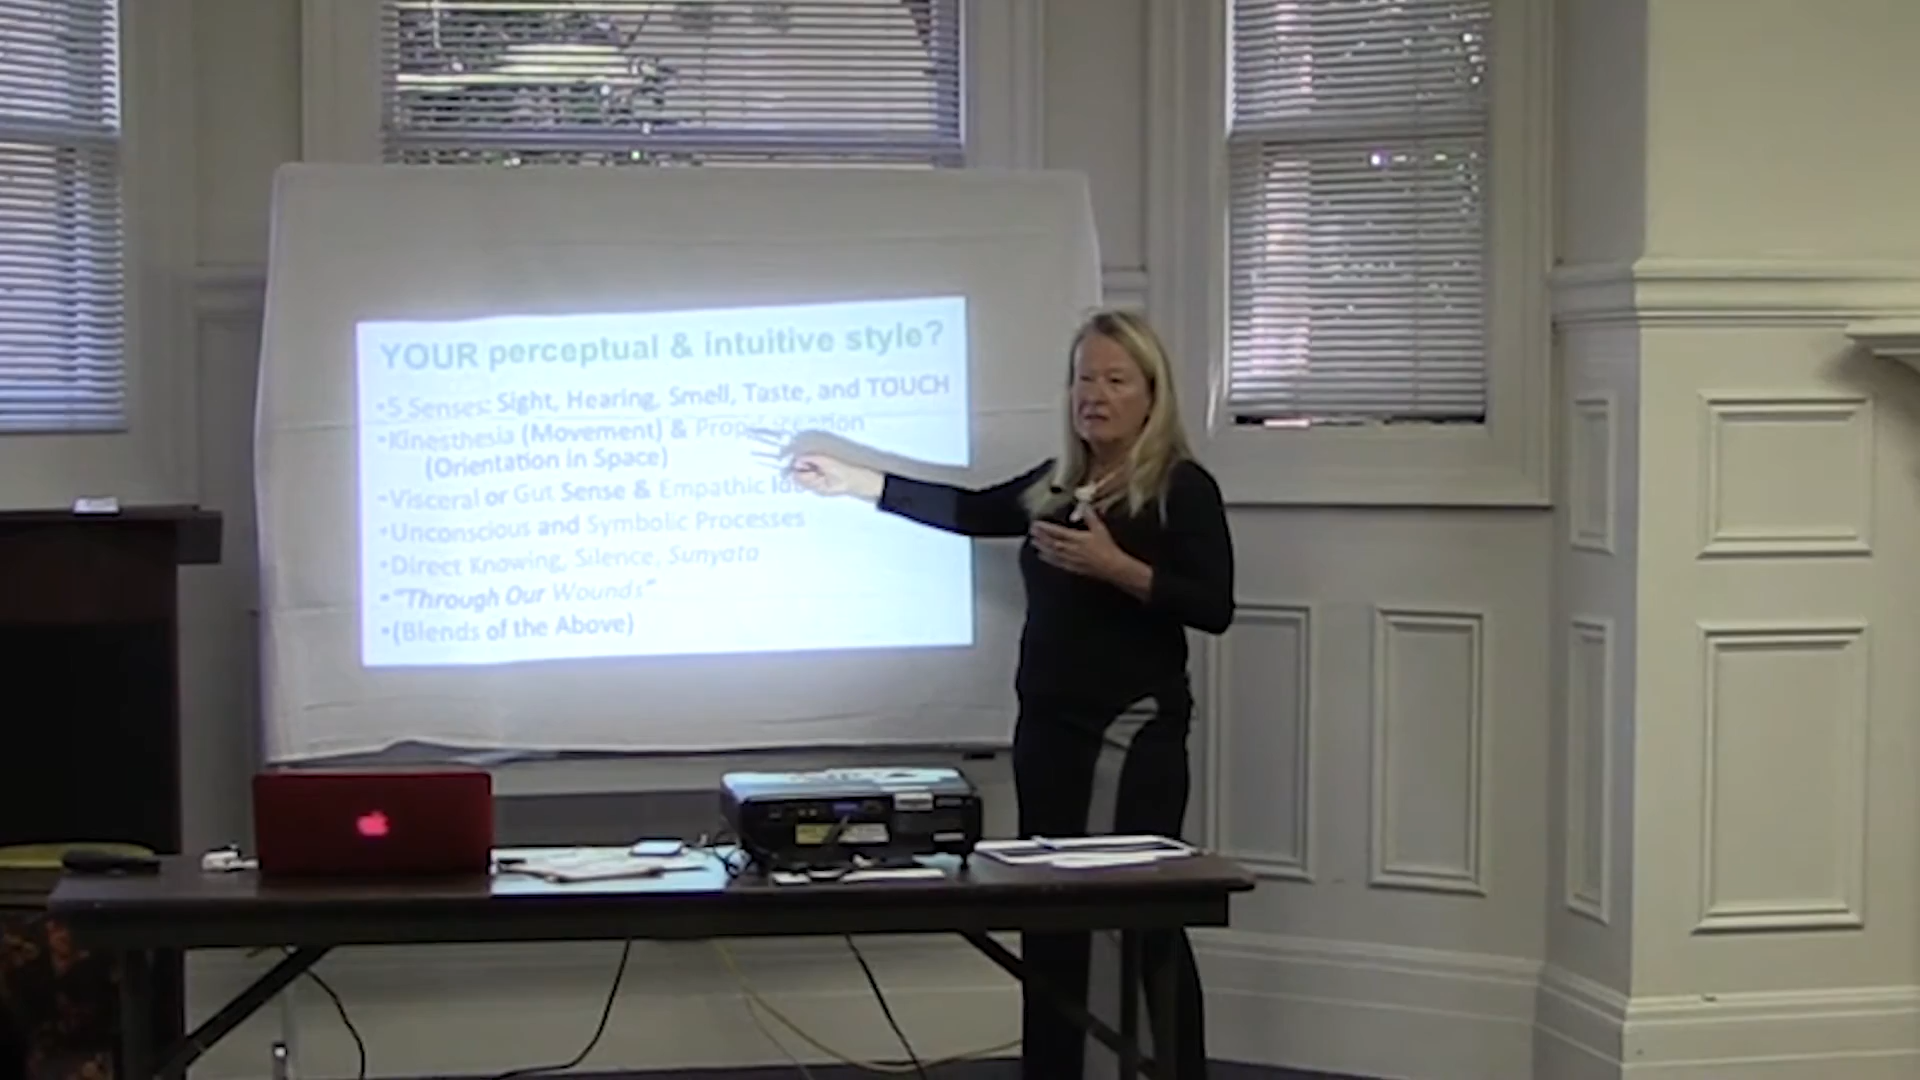 YOUR perceptual & intuitive style?
•5 Senses: Sight, Hearing, Smell, Taste, and TOUCH
•Kinesthesia (Movement) &
(Orientation in Space)
•Visceral or Gut Sense & Empathic
•Unconscious and Symbolic Processes
•Direct Knowing, Silence, Sunyata
•"Through Our Wounds"
•(Blends of the Above)